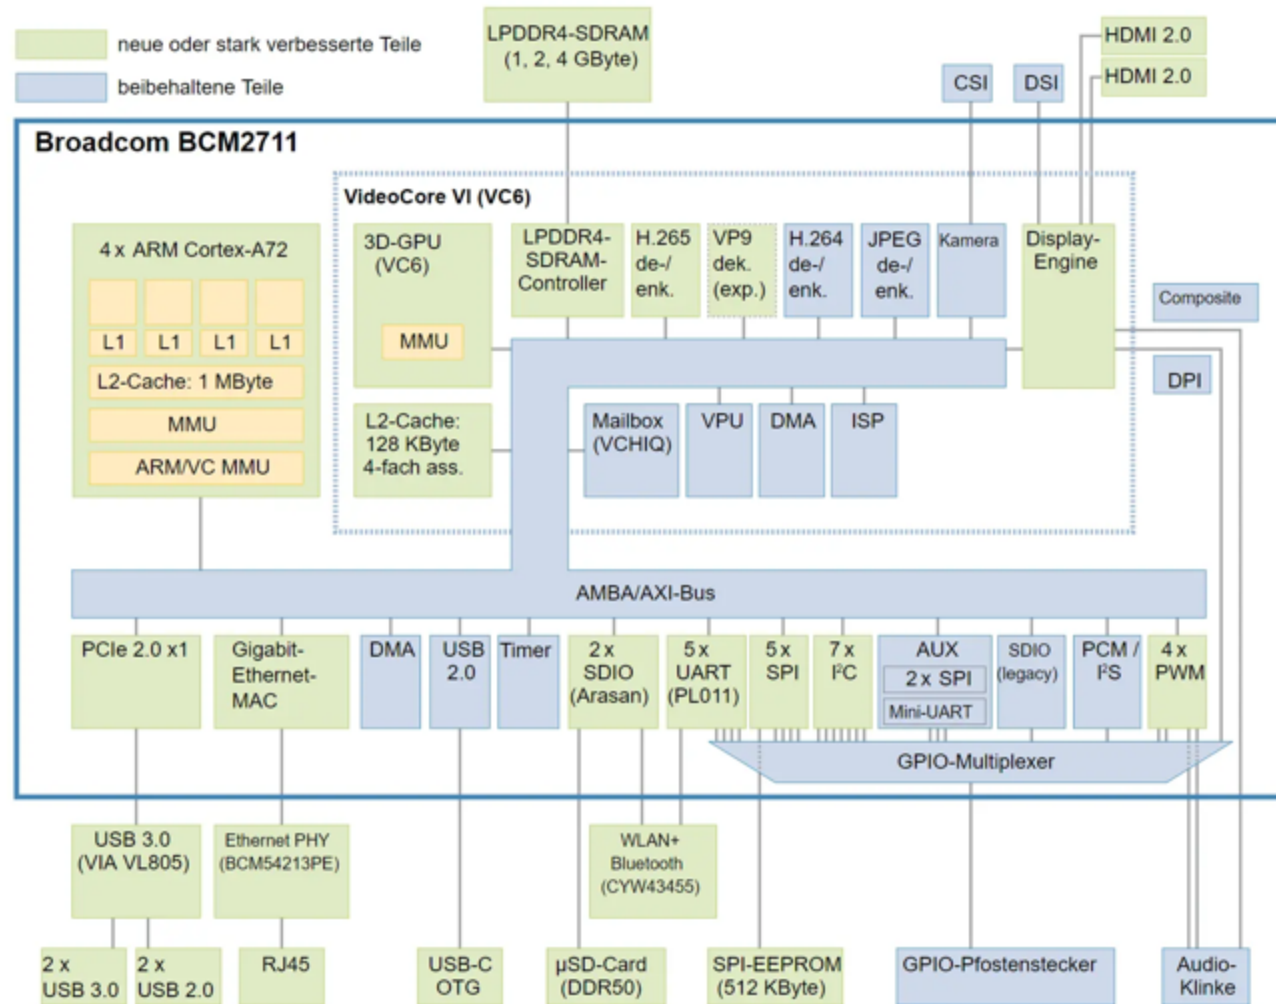 neue oder stark verbesserte Teile
beibehaltene Teile
LPDDR4-SDRAM
(1, 2, 4 GByte)
CSI
DSI
HDMI 2.0
HDMI 2.0
Broadcom BCM2711
VideoCore VI (VC6)
4 x ARM Cortex-A72
L1
L1
L1
L1
L2-Cache: 1 MByte
MMU
ARM/VC MMU
3D-GPU
(VC6)
MMU
L2-Cache:
128 KByte
4-fach ass.
LPDDR4-
SDRAM-
Controller
H.265
de-/
enk.
VP9
dek.
(exp.)
H.264
de-/
enk.
JPEG
de-/
enk.
Kamera
Display-
Engine
Composite
DPI
Mailbox
(VCHIQ)
VPU
DMA
ISP
AMBA/AXI-Bus
PCIe 2.0 x1
Gigabit-
Ethernet-
MAC
DMA
USB
2.0
Timer
2 x
SDIO
(Arasan)
5 x
UART
(PL011)
5 x
SPI
7 x
I²C
AUX
2 x SPI
Mini-UART
SDIO
(legacy)
PCM /
I²S
4 x
PWM
GPIO-Multiplexer
USB 3.0
(VIA VL805)
Ethernet PHY
(BCM54213PE)
WLAN+
Bluetooth
(CYW43455)
2 x
USB 3.0
2 x
USB 2.0
RJ45
USB-C
OTG
µSD-Card
(DDR50)
SPI-EEPROM
(512 KByte)
GPIO-Pfostenstecker
Audio-
Klinke